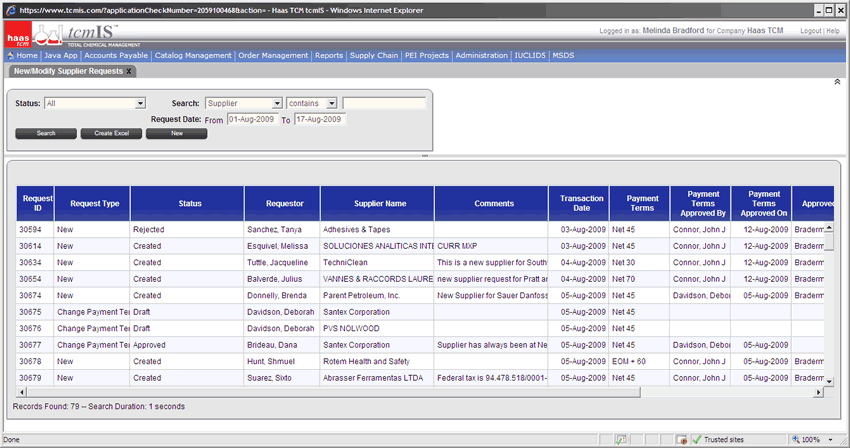 https://www.tcmis.com/?applicationCheckNumber=2059100468&action= - Haas TCM tcmIS - Windows Internet Explorer
haas tcm tcmIS™
TOTAL CHEMICAL MANAGEMENT
Logged in as: Melinda Bradford for Company Haas TCM Logout | Help
Home | Java App | Accounts Payable | Catalog Management | Order Management | Reports | Supply Chain | PEI Projects | Administration | IUCLID5 | MSDS
New/Modify Supplier Requests X
Status: All Search: Supplier contains
Request Date: From 01-Aug-2009 To 17-Aug-2009
Search Create Excel New
Request ID Request Type Status Requestor Supplier Name Comments Transaction Date Payment Terms Payment Terms Approved By Payment Terms Approved On Approved
30594 New Rejected Sanchez, Tanya Adhesives & Tapes 03-Aug-2009 Net 45 Connor, John J 12-Aug-2009 Braderm
30614 New Created Esquivel, Melissa SOLUCIONES ANALITICAS INTE CURR MXP 03-Aug-2009 Net 45 Connor, John J 12-Aug-2009 Braderm
30634 New Created Tuttle, Jacqueline TechniClean This is a new supplier for South 04-Aug-2009 Net 30 Connor, John J 12-Aug-2009 Braderm
30654 New Created Balverde, Julius VANNES & RACCORDS LAURE new supplier request for Pratt an 04-Aug-2009 Net 70 Connor, John J 12-Aug-2009 Braderm
30674 New Created Donnelly, Brenda Parent Petroleum, Inc. New Supplier for Sauer Danfoss 05-Aug-2009 Net 45 Davidson, Debor 05-Aug-2009 Braderm
30675 Change Payment Te Draft Davidson, Deborah Santex Corporation 05-Aug-2009 Net 45
30676 Change Payment Te Draft Davidson, Deborah PVS NOLWOOD 05-Aug-2009 Net 45
30677 Change Payment Te Approved Brideau, Dana Santex Corporation Supplier has always been at Ne 05-Aug-2009 Net 45 Davidson, Debor 05-Aug-2009
30678 New Created Hunt, Shmuel Rotem Health and Safety 05-Aug-2009 EOM + 60 Connor, John J 12-Aug-2009 Braderm
30679 New Created Suarez, Sixto Abrasser Ferramentas LTDA Federal tax is 94.478.518/0001- 05-Aug-2009 Net 45 Connor, John J 12-Aug-2009 Braderm
Records Found: 79 -- Search Duration: 1 seconds
Done Trusted sites 100%